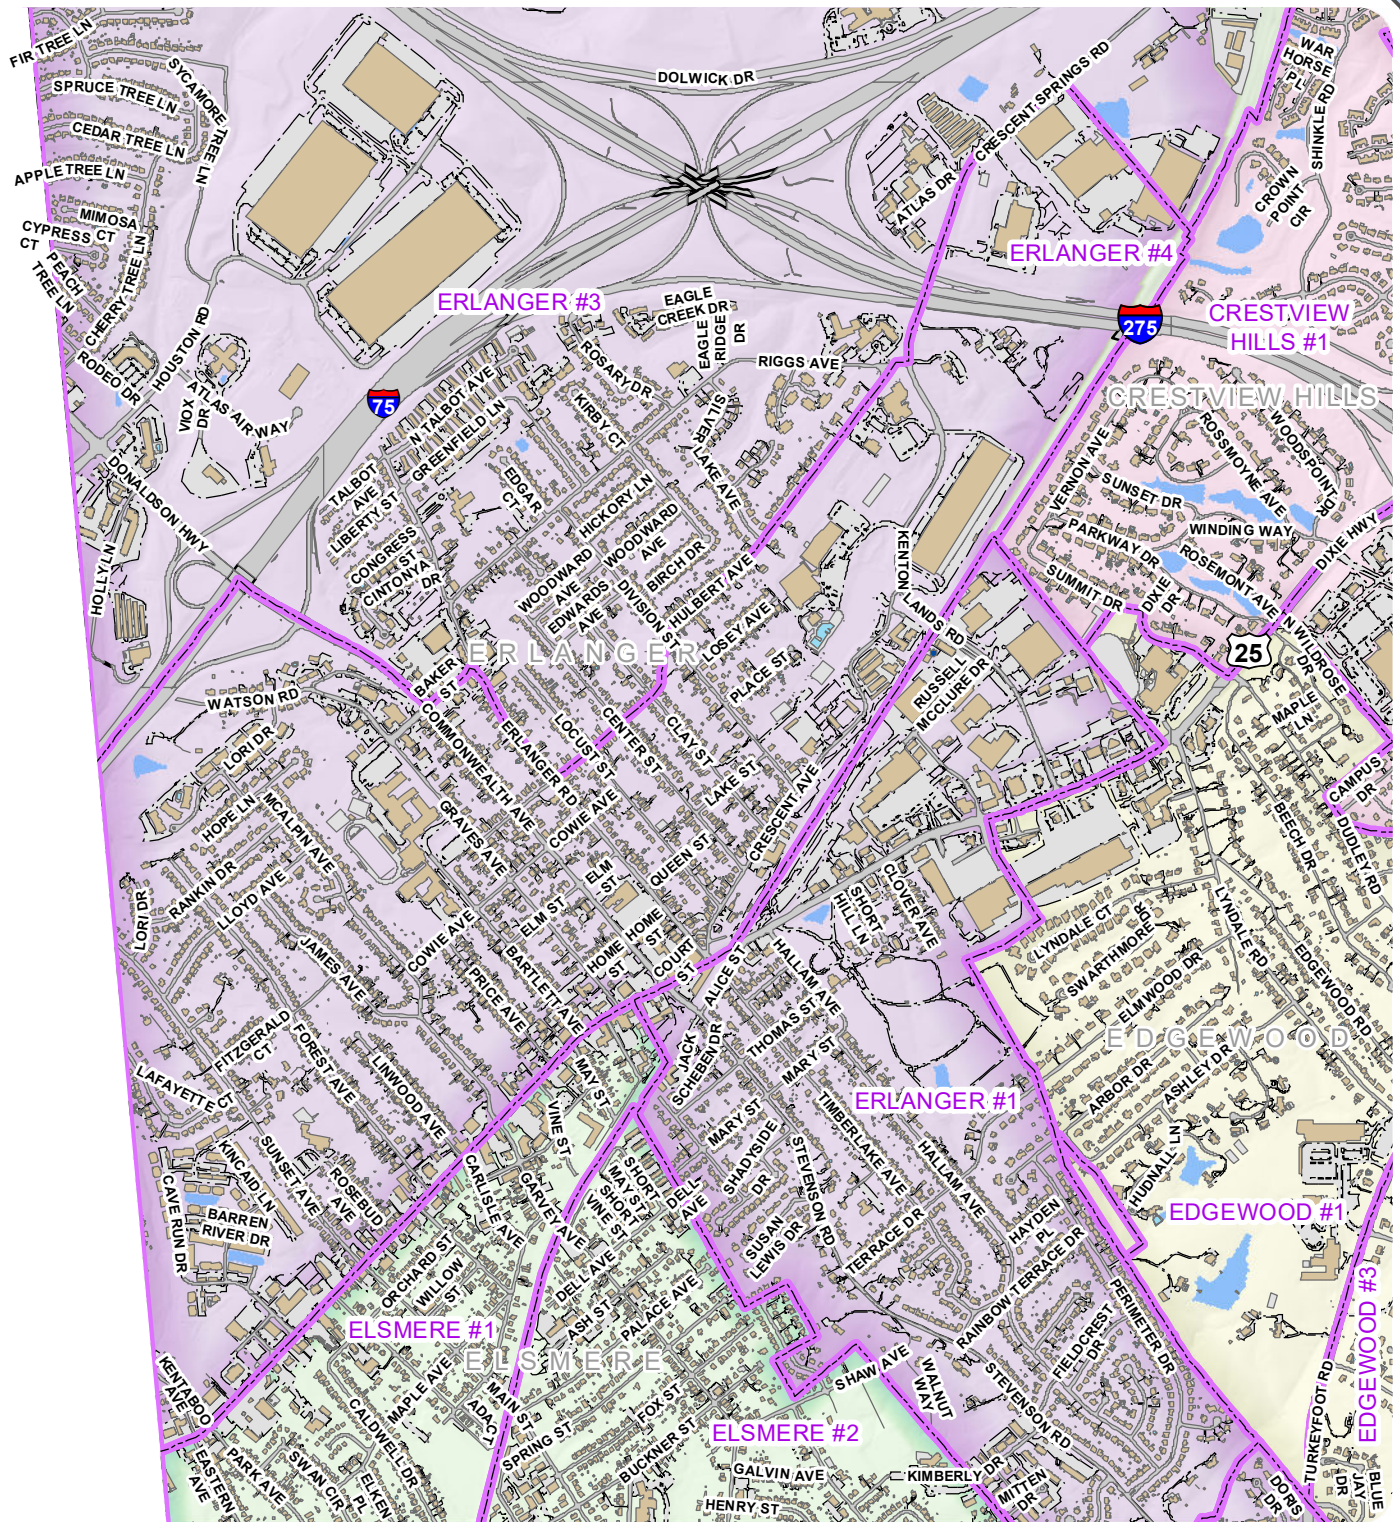 FIR TREE LN
SPRUCE TREE LN
SYCAMORE TREE LN
CEDAR TREE LN
APPLE TREE LN
MIMOSA
CT
CYPRESS
CT
PEACH
TREE LN
CHERRY TREE LN
RODEO DR
HOUSTON RD
VIOX
DR
ATLAS AIR WAY
DONALDSON HWY
HOLLY LN
DOLWICK DR
CRESCENT SPRINGS RD
ATLAS DR
WAR
HORSE
PL
SHINKLE RD
CROWN
POINT
CIR
ERLANGER #4
ERLANGER #3
CRESTVIEW
HILLS #1
275
75
CRESTVIEW HILLS
EAGLE
CREEK DR
EAGLE
RIDGE
DR
RIGGS AVE
ROSARY DR
KIRBY CT
SILVER
LAKE AVE
N TALBOT AVE
GREENFIELD LN
TALBOT
AVE
LIBERTY ST
EDGAR
CT
HICKORY LN
WOODWARD
AVE
CONGRESS
ST
CINTONYA
DR
WOODWARD
AVE
EDWARDS
AVE
BIRCH DR
DIVISION ST
HULBERT AVE
LOSEY AVE
PLACE ST
KENTON
LANDS RD
RUSSELL
MCCLURE DR
VERNON AVE
ROSSMOYNE AVE
WOODSPOINT
DR
SUNSET DR
WINDING WAY
PARKWAY DR
DIXIE HWY
ROSEMONT AVE
SUMMIT DR
DIXIE
DR
N WILDROSE
DR
25
MAPLE
LN
CAMPUS
DR
DUDLEY RD
BEECH DR
ERLANGER
BAKER
ST
WATSON RD
COMMONWEALTH AVE
ERLANGER RD
LOCUST ST
CENTER ST
CLAY ST
LAKE ST
CRESCENT AVE
LORI DR
HOPE LN
MCALPIN AVE
GRAVES AVE
COWIE AVE
ELM
ST
QUEEN ST
RANKIN DR
LLOYD AVE
LORI DR
JAMES AVE
COWIE AVE
ELM ST
BARTLETT AVE
PRICE AVE
HOME
ST
HOME
ST
COURT
ST
ALICE ST
CLOVER AVE
SHORT
HILL LN
HALLAM AVE
LYNDALE CT
LYNDALE RD
SWARTHMORE DR
ELMWOOD DR
EDGEWOOD RD
EDGEWOOD
ARBOR DR
ASHLEY DR
HUDNALL LN
EDGEWOOD #1
EDGEWOOD #3
TURKEYFOOT RD
FITZGERALD
CT
FOREST AVE
LINWOOD AVE
LAFAYETTE CT
KINCAID LN
SUNSET AVE
ROSEBUD
AVE
CAVE RUN DR
BARREN
RIVER DR
MAY ST
VINE ST
JACK
SCHEBEN DR
THOMAS ST
MARY ST
MARY ST
SHADYSIDE
DR
STEVENSON RD
TIMBERLAKE AVE
ERLANGER #1
HALLAM AVE
SUSAN
LEWIS DR
TERRACE DR
HAYDEN
PL
RAINBOW TERRACE DR
PERIMETER DR
FIELDCREST
DR
CARLISLE AVE
GARVEY AVE
SHORT
MAY ST
SHORT
VINE ST
DELL
AVE
DELL AVE
ASH ST
PALACE AVE
ORCHARD ST
WILLOW
ST
ELSMERE #1
ELSMERE
MAPLE AVE
CALDWELL DR
MAIN ST
ADA CT
SPRING ST
FOX ST
BUCKNER ST
ELSMERE #2
SHAW AVE
WALNUT
WAY
STEVENSON RD
KENTABOO
AVE
EASTERN
AVE
PARK AVE
SWAN CIR
ELKEN
PL
GALVIN AVE
HENRY ST
KIMBERLY DR
MITTEN
DR
DORIS
DR
BLUE
JAY
DR